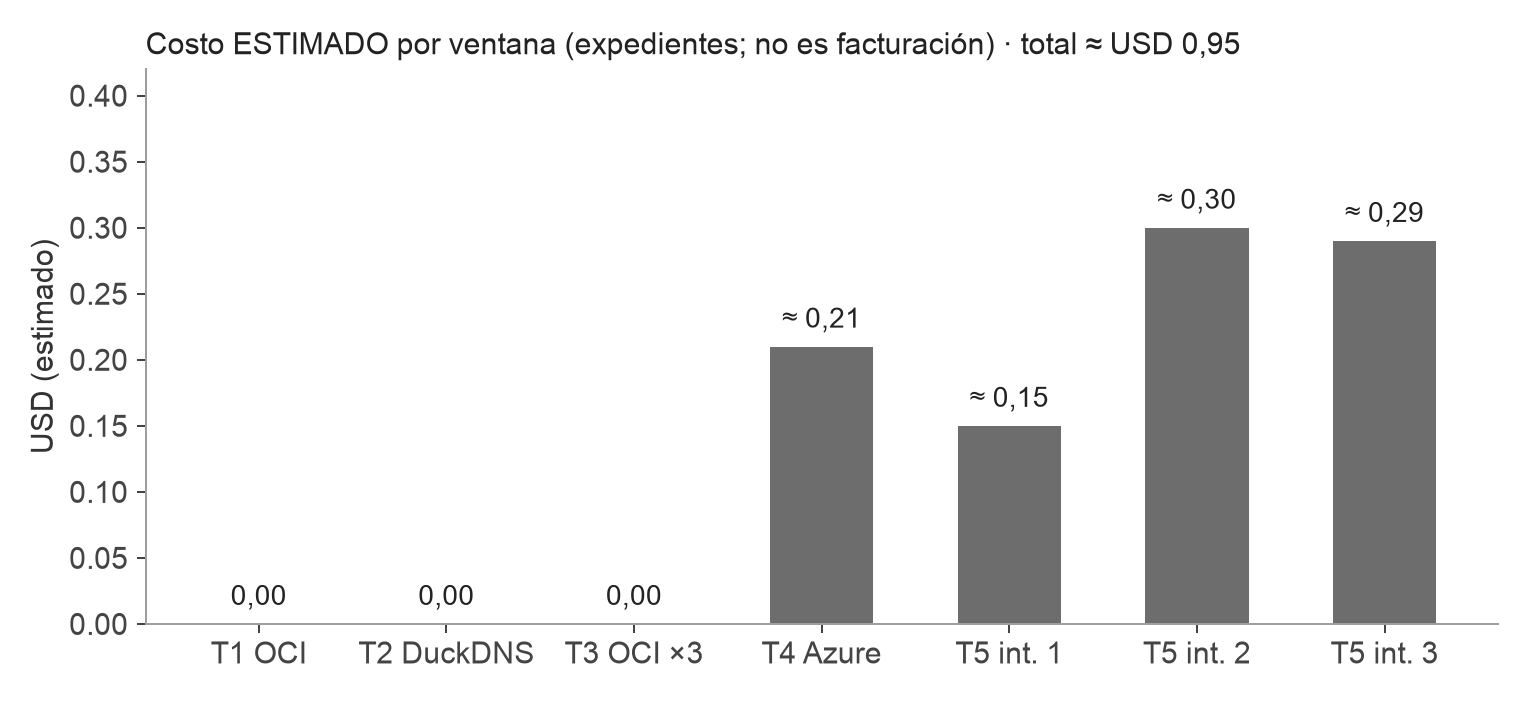 Costo ESTIMADO por ventana (expedientes; no es facturación) · total ≈ USD 0,95
USD (estimado)
0.40
0.35
0.30
0.25
0.20
0.15
0.10
0.05
0.00
0,00
0,00
0,00
≈ 0,21
≈ 0,15
≈ 0,30
≈ 0,29
T1 OCI
T2 DuckDNS
T3 OCI ×3
T4 Azure
T5 int. 1
T5 int. 2
T5 int. 3